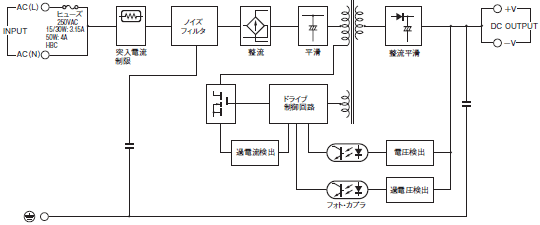 AC(L)
ヒューズ
250VAC
15/30W: 3.15A
50W: 4A
HBC
INPUT
AC(N)
突入電流
制限
ノイズ
フィルタ
整流
平滑
整流平滑
+V
DC OUTPUT
−V
ドライブ
制御回路
過電流検出
電圧検出
過電圧検出
フォト・カプラ